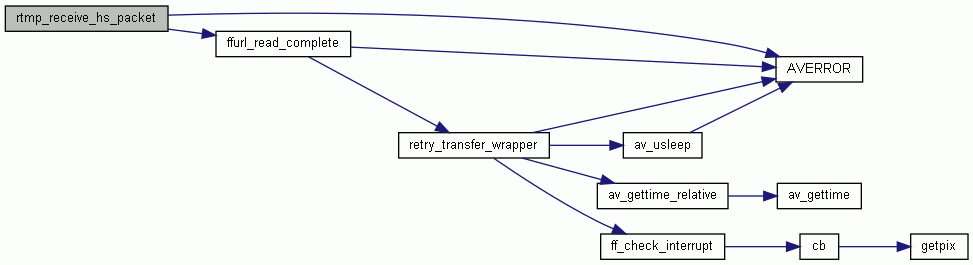 rtmp_receive_hs_packet
ffurl_read_complete
AVERROR
retry_transfer_wrapper
av_usleep
av_gettime_relative
av_gettime
ff_check_interrupt
cb
getpix